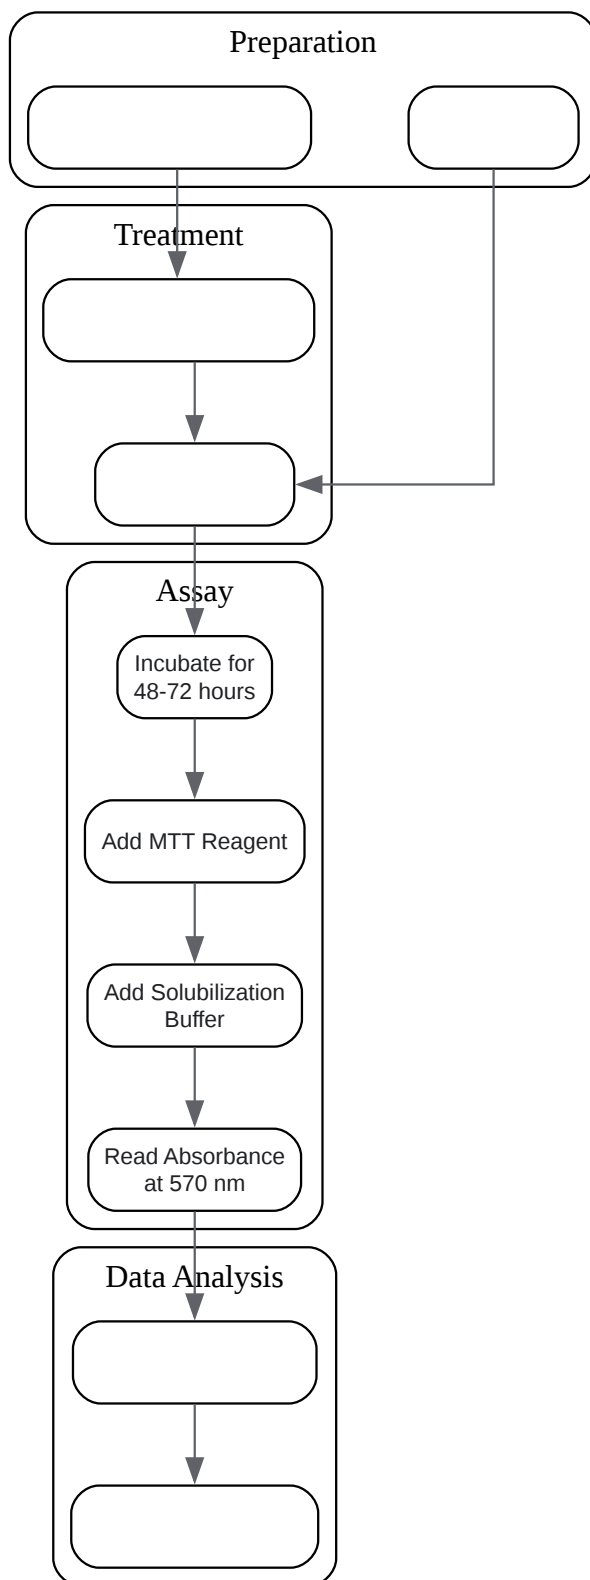 Preparation
Treatment
Assay
Incubate for
48-72 hours
Add MTT Reagent
Add Solubilization
Buffer
Read Absorbance
at 570 nm
Data Analysis